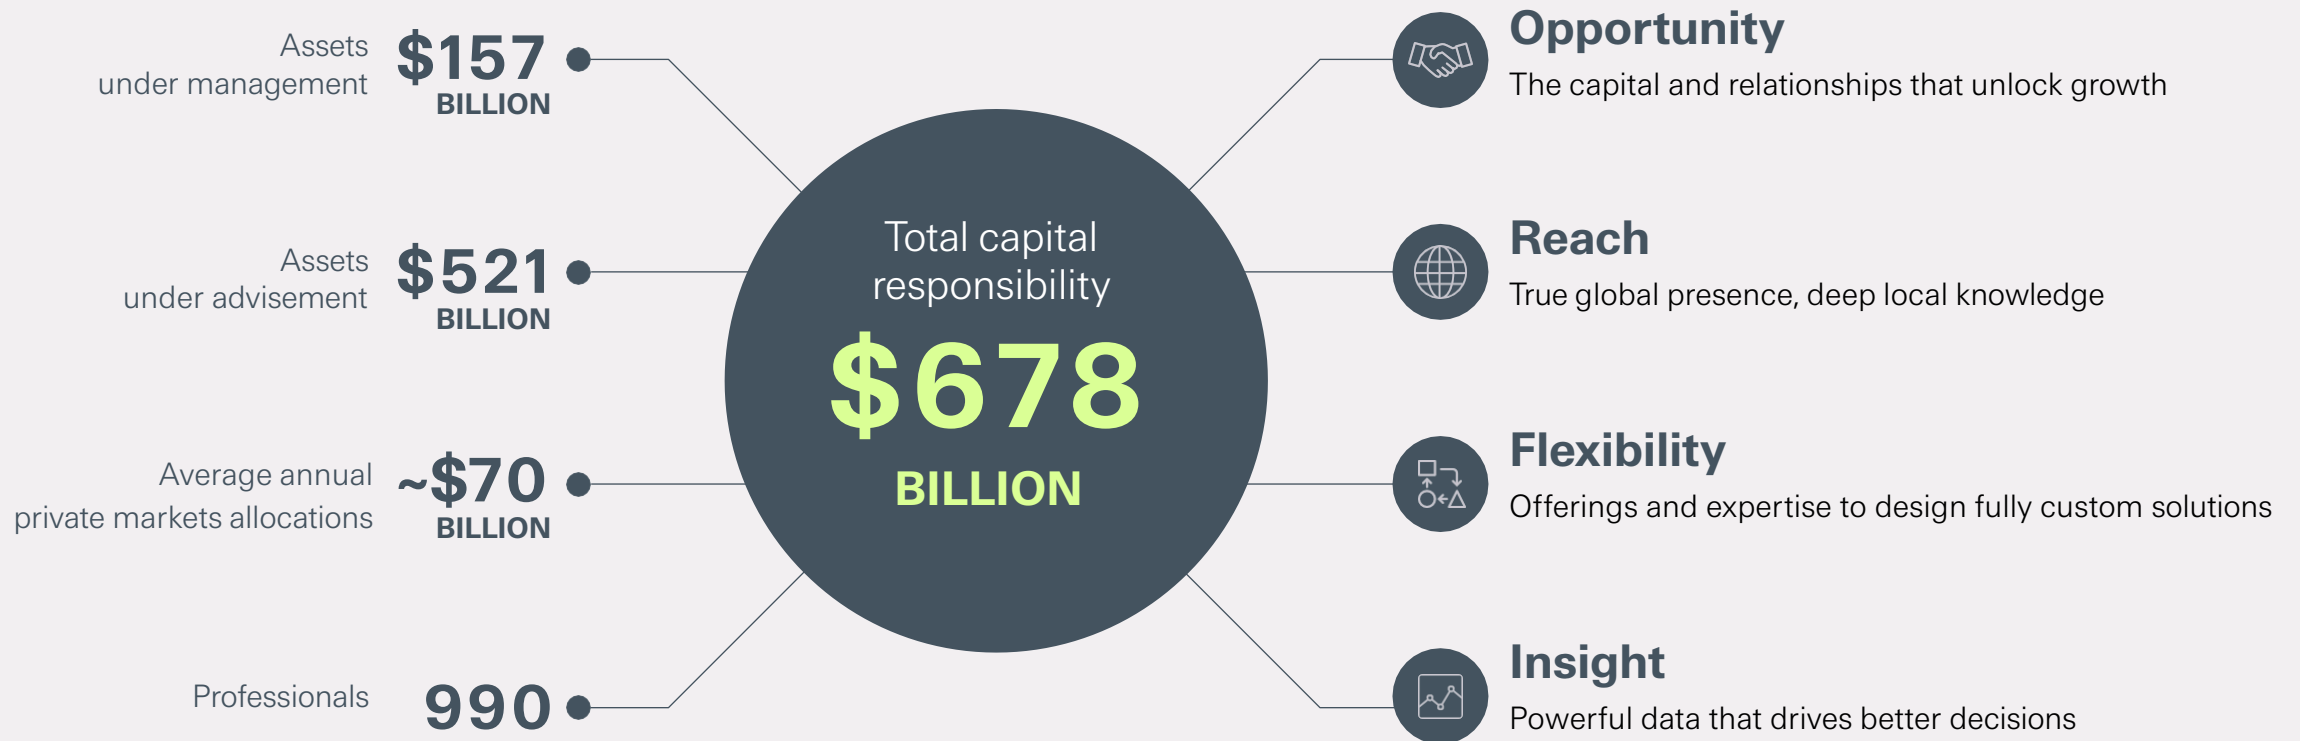 Assets
under management
$157
BILLION
Assets
under advisement
$521
BILLION
Average annual
private markets allocations
~$70
BILLION
Professionals
990
Total capital
responsibility
$678
BILLION
Opportunity
The capital and relationships that unlock growth
Reach
True global presence, deep local knowledge
Flexibility
Offerings and expertise to design fully custom solutions
Insight
Powerful data that drives better decisions